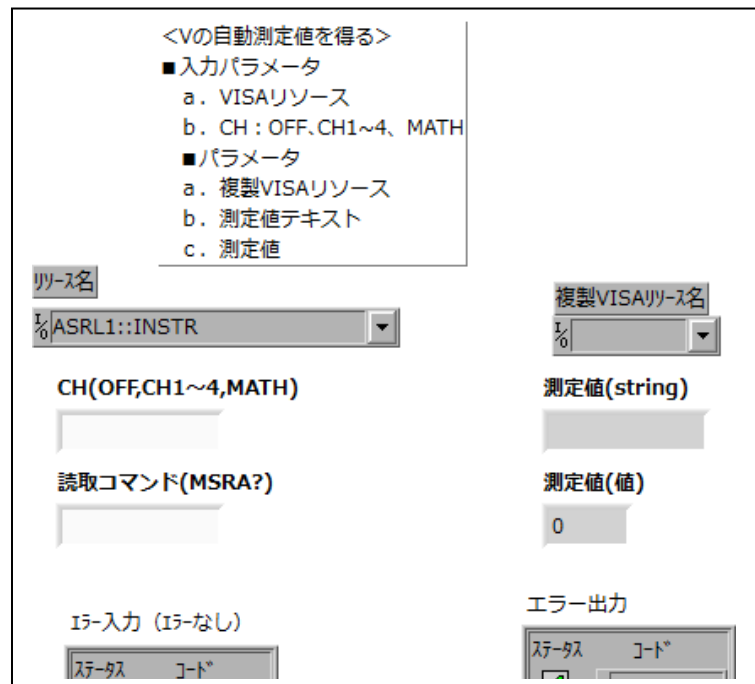 <Vの自動測定値を得る>
■入力パラメータ
a．VISAリソース
b．CH：OFF､CH1~4、MATH
■パラメータ
a．複製VISAリソース
b．測定値テキスト
c．測定値
ﾘｿｰｽ名
複製VISAﾘｿｰｽ名
ASRL1::INSTR
CH(OFF,CH1～4,MATH)
測定値(string)
読取コマンド(MSRA?)
測定値(値)
0
ｴﾗｰ入力（ｴﾗｰなし）
エラー出力
ｽﾃｰﾀｽ ｺｰﾄﾞ
ｽﾃｰﾀｽ ｺｰﾄﾞ